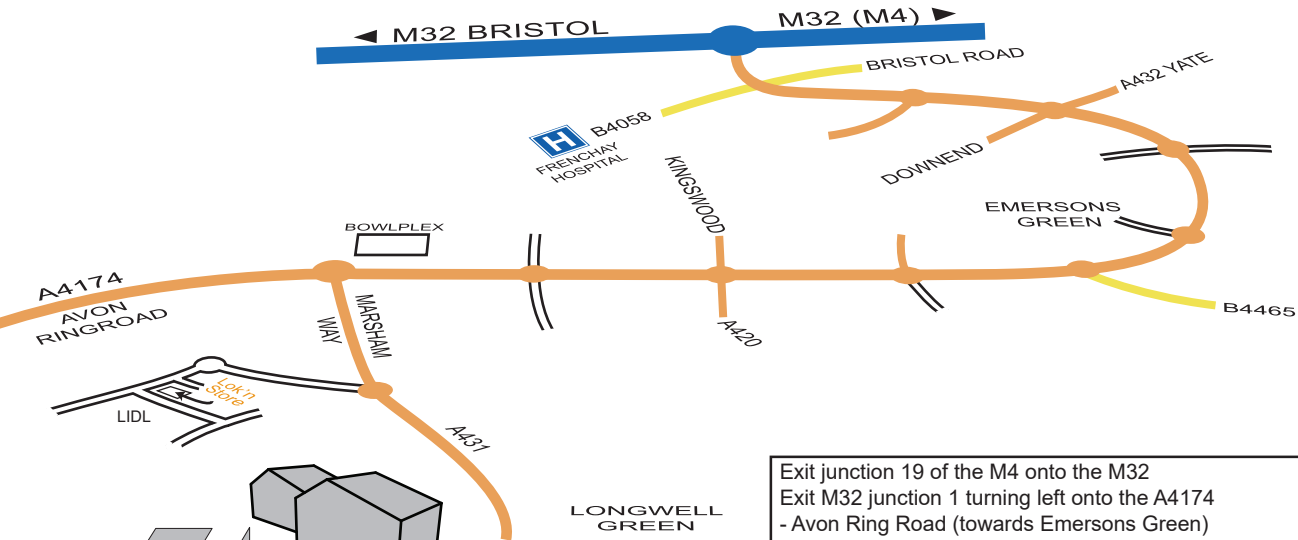 M32 BRISTOL
M32 (M4)
BRISTOL ROAD
A432 YATE
B4058
H
FRENCHAY
HOSPITAL
KINGSWOOD
DOWNEND
EMERSONS
GREEN
BOWLPLEX
A4174
AVON
RINGROAD
MARSHAM
WAY
A420
B4465
Lok'n
Store
LIDL
A431
LONGWELL
GREEN
Exit junction 19 of the M4 onto the M32
Exit M32 junction 1 turning left onto the A4174
- Avon Ring Road (towards Emersons Green)